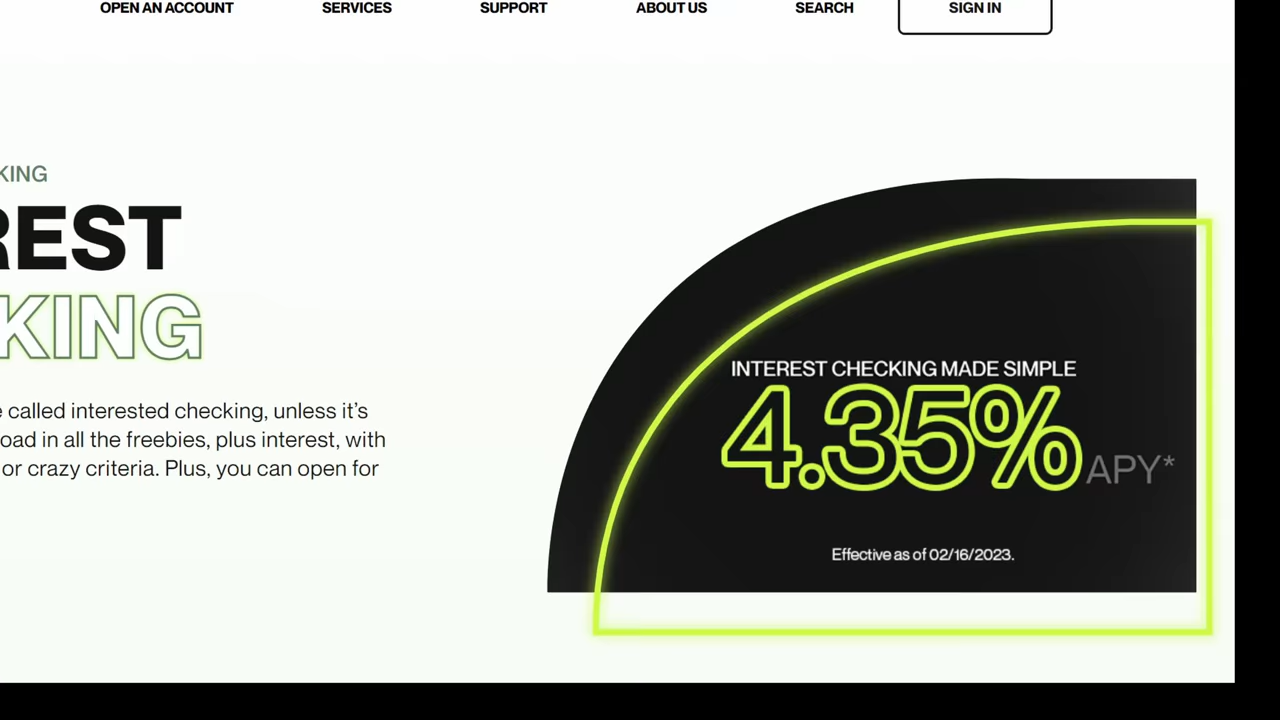 OPEN AN ACCOUNT SERVICES SUPPORT ABOUT US SEARCH SIGN IN
KING
REST
KING
called interested checking, unless it’s
oad in all the freebies, plus interest, with
or crazy criteria. Plus, you can open for
INTEREST CHECKING MADE SIMPLE
4.35% APY*
Effective as of 02/16/2023.